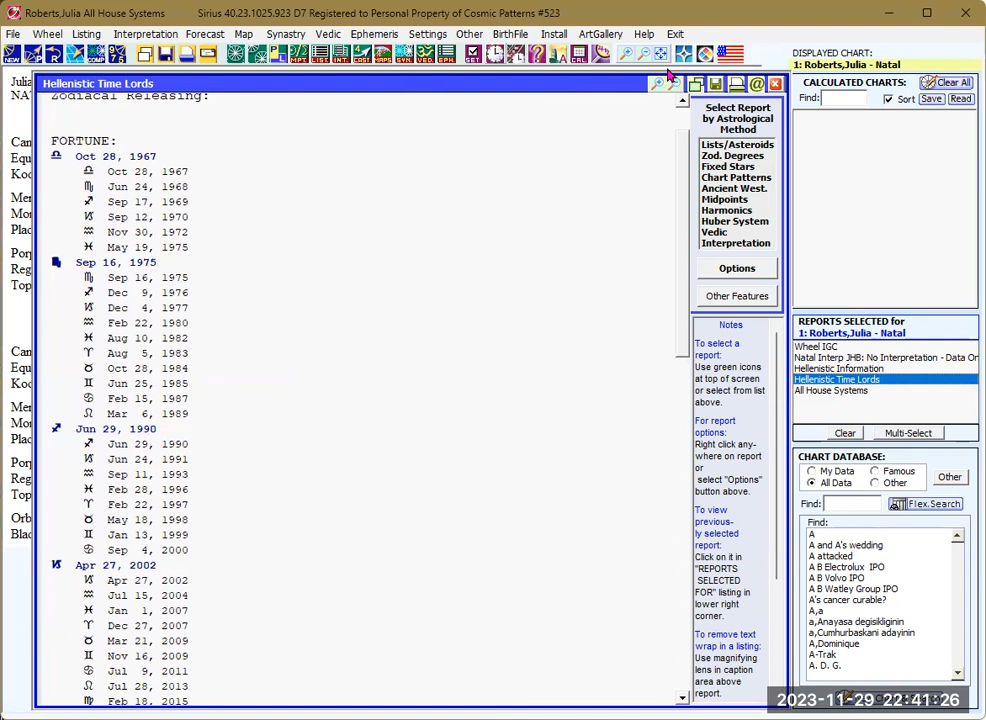 Roberts,Julia All House Systems Sirius 40.23.1025.923 D7 Registered to Personal Property of Cosmic Patterns #523
File Wheel Listing Interpretation Forecast Map Synastry Vedic Ephemeris Settings Other BirthFile Install ArtGallery Help Exit
DISPLAYED CHART:
1: Roberts,Julia - Natal
CALCULATED CHARTS Clear All
Find: Sort Save Read
Hellenistic Time Lords
Zodiacal Releasing:
FORTUNE:
♎ Oct 28, 1967
♎ Oct 28, 1967
♏ Jun 24, 1968
♐ Sep 17, 1969
♑ Sep 12, 1970
♒ Nov 30, 1972
♓ May 19, 1975
Sep 16, 1975
♏ Sep 16, 1975
♐ Dec 9, 1976
♑ Dec 4, 1977
♒ Feb 22, 1980
♓ Aug 10, 1982
♈ Aug 5, 1983
♉ Oct 28, 1984
♊ Jun 25, 1985
♋ Feb 15, 1987
♌ Mar 6, 1989
♐ Jun 29, 1990
♐ Jun 29, 1990
♑ Jun 24, 1991
♒ Sep 11, 1993
♓ Feb 28, 1996
♈ Feb 22, 1997
♉ May 18, 1998
♊ Jan 13, 1999
♋ Sep 4, 2000
♑ Apr 27, 2002
♑ Apr 27, 2002
♒ Jul 15, 2004
♓ Jan 1, 2007
♈ Dec 27, 2007
♉ Mar 21, 2009
♊ Nov 16, 2009
♋ Jul 9, 2011
♌ Jul 28, 2013
♍ Feb 18, 2015
Select Report
by Astrological
Method
Lists/Asteroids
Zod. Degrees
Fixed Stars
Chart Patterns
Ancient West.
Midpoints
Harmonics
Huber System
Vedic
Interpretation
Options
Other Features
Notes
To select a
report:
Use green icons
at top of screen
or select from list
above.
For report
options:
Right click any-
where on report
or
select "Options"
button above.
To view
previous-
ly selected
report:
Click on it in
"REPORTS
SELECTED
FOR" listing in
lower right
corner.
To remove text
wrap in a listing:
Use magnifying
lens in caption
area above
report.
REPORTS SELECTED for
1: Roberts,Julia - Natal
Wheel IGC
Natal Interp JHB: No Interpretation - Data On
Hellenistic Information
Hellenistic Time Lords
All House Systems
Clear Multi-Select
CHART DATABASE:
My Data Famous
All Data Other Other
Find: Flex.Search
Find:
A
A and A's wedding
A attacked
A B Electrolux IPO
A B Volvo IPO
A B Watley Group IPO
A's cancer curable?
A,a
a,Anayasa degisikligin
a,Cumhurbaskani adayinin
A,Dominique
A-Trak
A. D. G.
2023-11-29 22:41:26